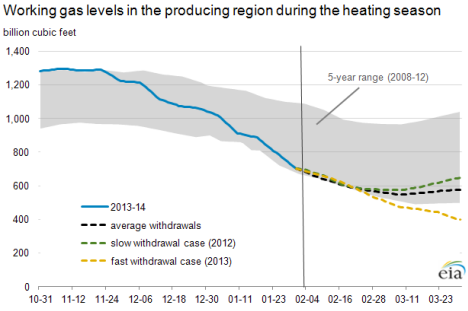 Working gas levels in the producing region during the heating season
billion cubic feet
1,400
1,200
1,000
800
600
400
200
0
5-year range (2008-12)
2013-14
average withdrawals
slow withdrawal case (2012)
fast withdrawal case (2013)
eia
10-31 11-12 11-24 12-06 12-18 12-30 01-11 01-23 02-04 02-16 02-28 03-11 03-23